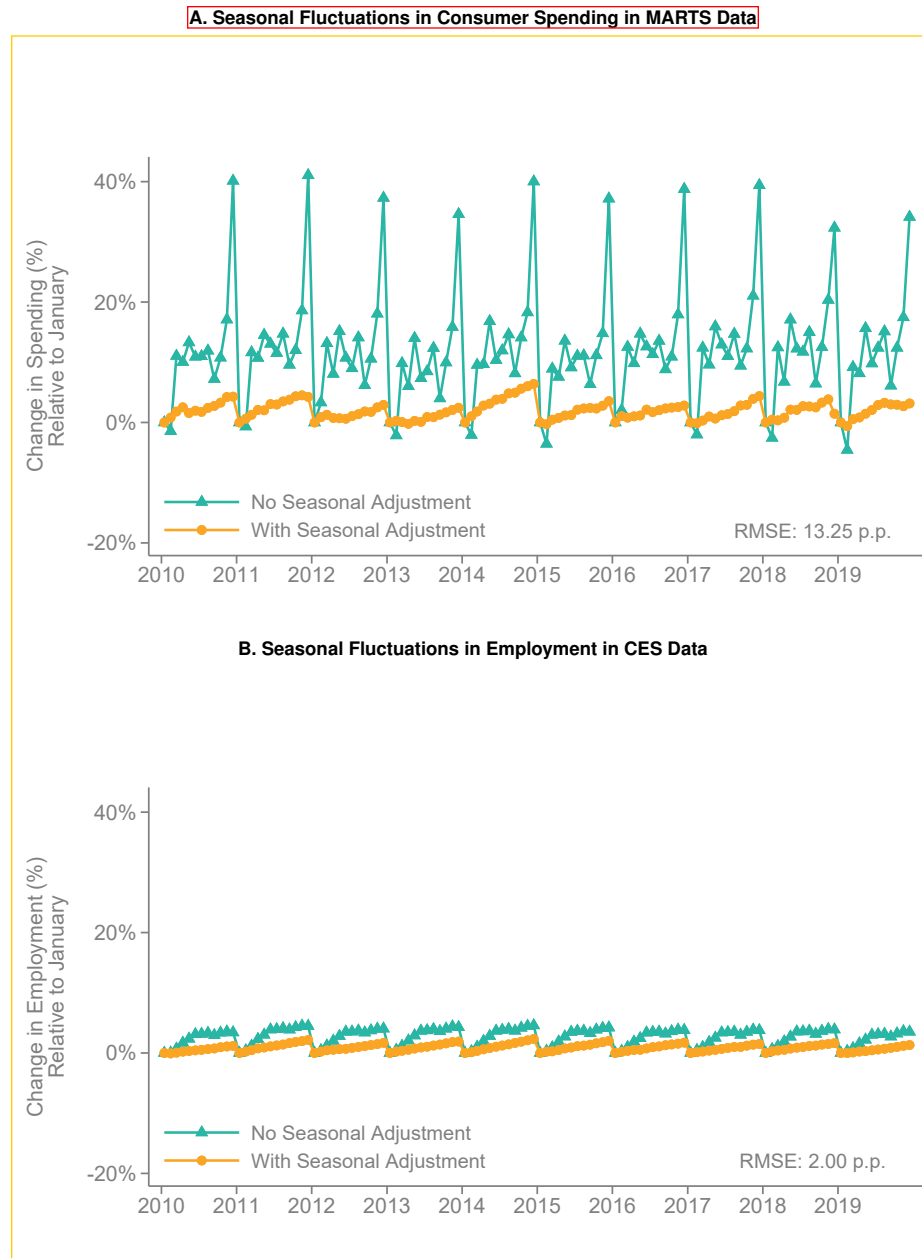 A. Seasonal Fluctuations in Consumer Spending in MARTS Data
Change in Spending (%)
Relative to January
40%
20%
0%
-20%
No Seasonal Adjustment
With Seasonal Adjustment
RMSE: 13.25 p.p.
2010 2011 2012 2013 2014 2015 2016 2017 2018 2019
B. Seasonal Fluctuations in Employment in CES Data
Change in Employment (%)
Relative to January
40%
20%
0%
-20%
No Seasonal Adjustment
With Seasonal Adjustment
RMSE: 2.00 p.p.
2010 2011 2012 2013 2014 2015 2016 2017 2018 2019